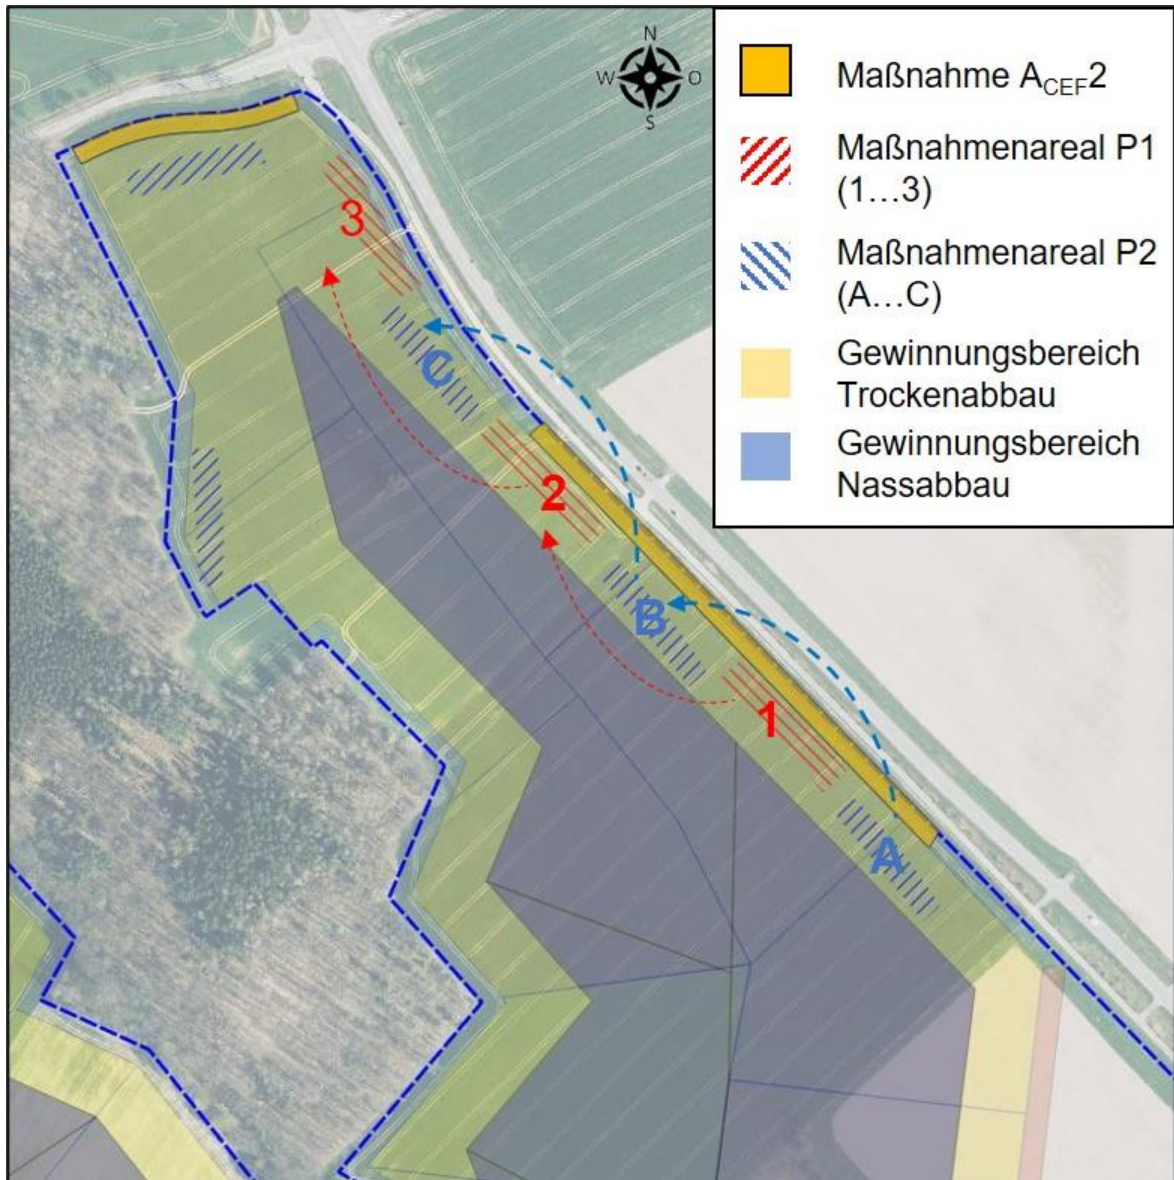 N
W O
S
Maßnahme ACEF2
Maßnahmenareal P1
(1…3)
Maßnahmenareal P2
(A…C)
Gewinnungsbereich
Trockenabbau
Gewinnungsbereich
Nassabbau
3
C
2
B
1
A